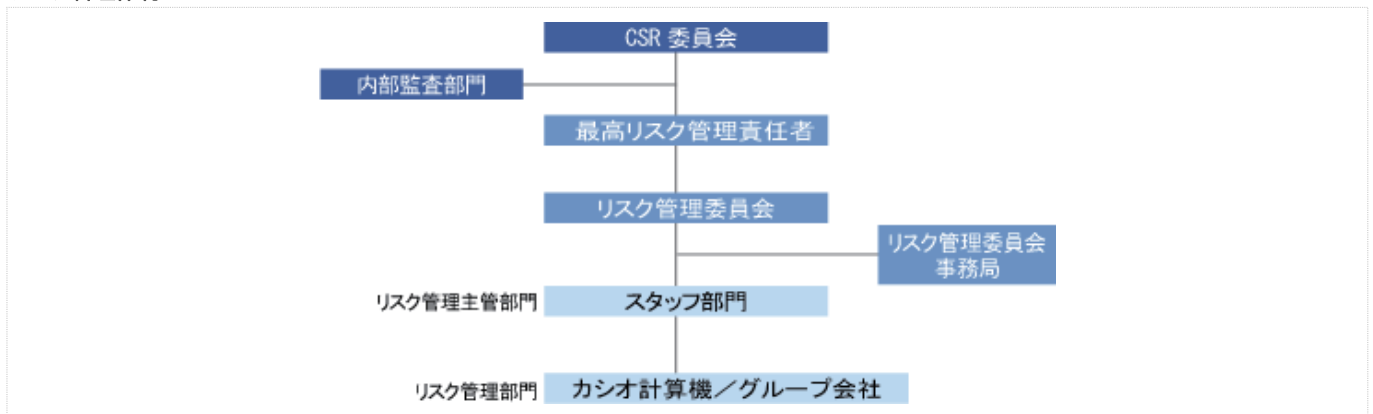 CSR 委員会
内部監査部門
最高リスク管理責任者
リスク管理委員会
リスク管理委員会
事務局
リスク管理主管部門
スタッフ部門
リスク管理部門
カシオ計算機／グループ会社